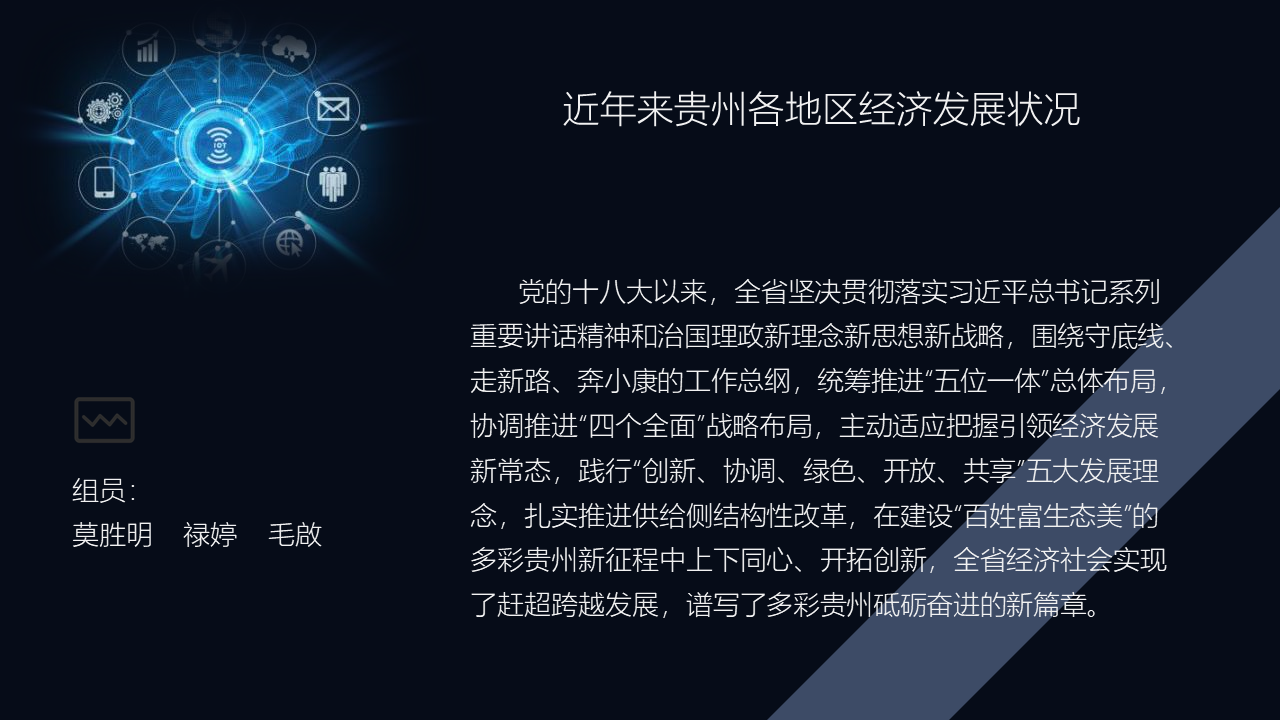 IOT
近年来贵州各地区经济发展状况
党的十八大以来，全省坚决贯彻落实习近平总书记系列
重要讲话精神和治国理政新理念新思想新战略，围绕守底线、
走新路、奔小康的工作总纲，统筹推进“五位一体”总体布局，
协调推进“四个全面”战略布局，主动适应把握引领经济发展
新常态，践行“创新、协调、绿色、开放、共享”五大发展理
念，扎实推进供给侧结构性改革，在建设“百姓富生态美”的
多彩贵州新征程中上下同心、开拓创新，全省经济社会实现
了赶超跨越发展，谱写了多彩贵州砥砺奋进的新篇章。
组员：
莫胜明 禄婷 毛啟